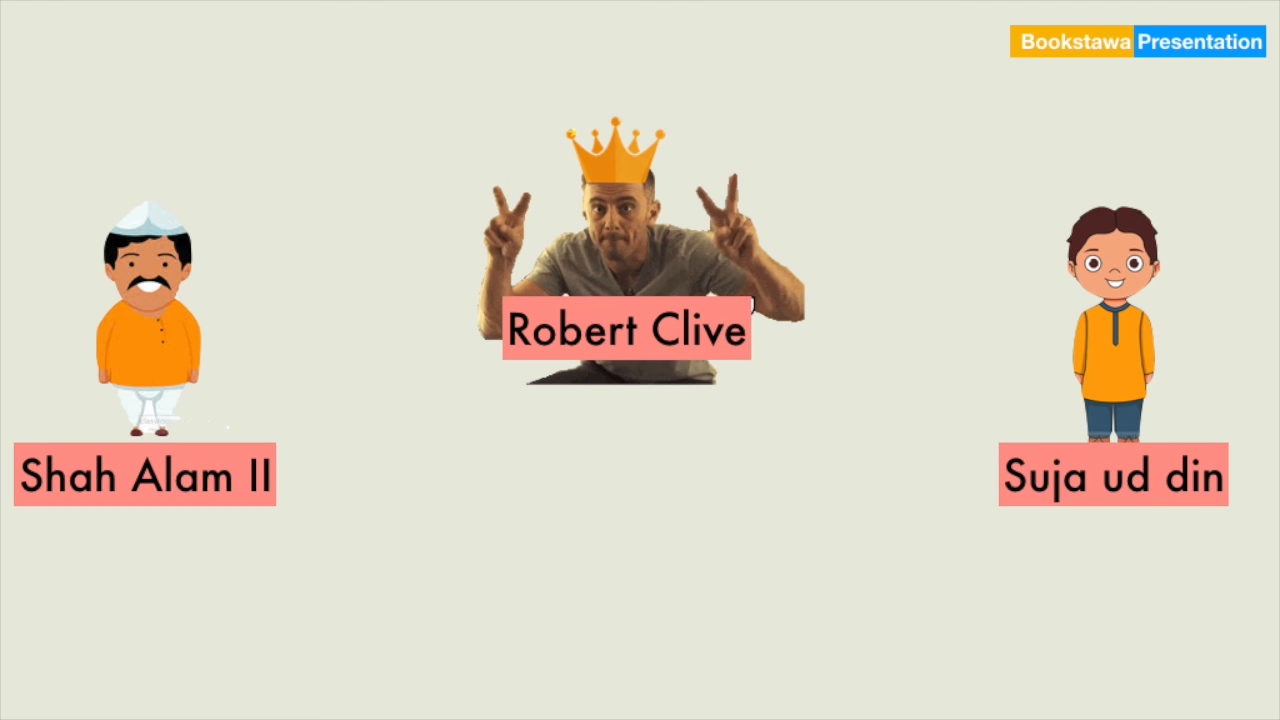 Bookstawa Presentation
Robert Clive
Shah Alam II
Suja ud din